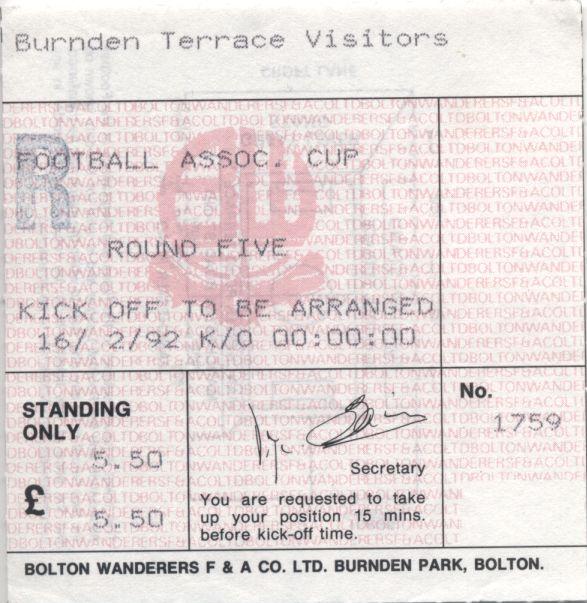 Burnden Terrace Visitors
B
FOOTBALL ASSOC. CUP
ROUND FIVE
KICK OFF TO BE ARRANGED
16/ 2/92 K/O 00:00:00
STANDING
ONLY
5.50
£
5.50
Secretary
You are requested to take
up your position 15 mins.
before kick-off time.
No.
1759
BOLTON WANDERERS F & A CO. LTD. BURNDEN PARK, BOLTON.